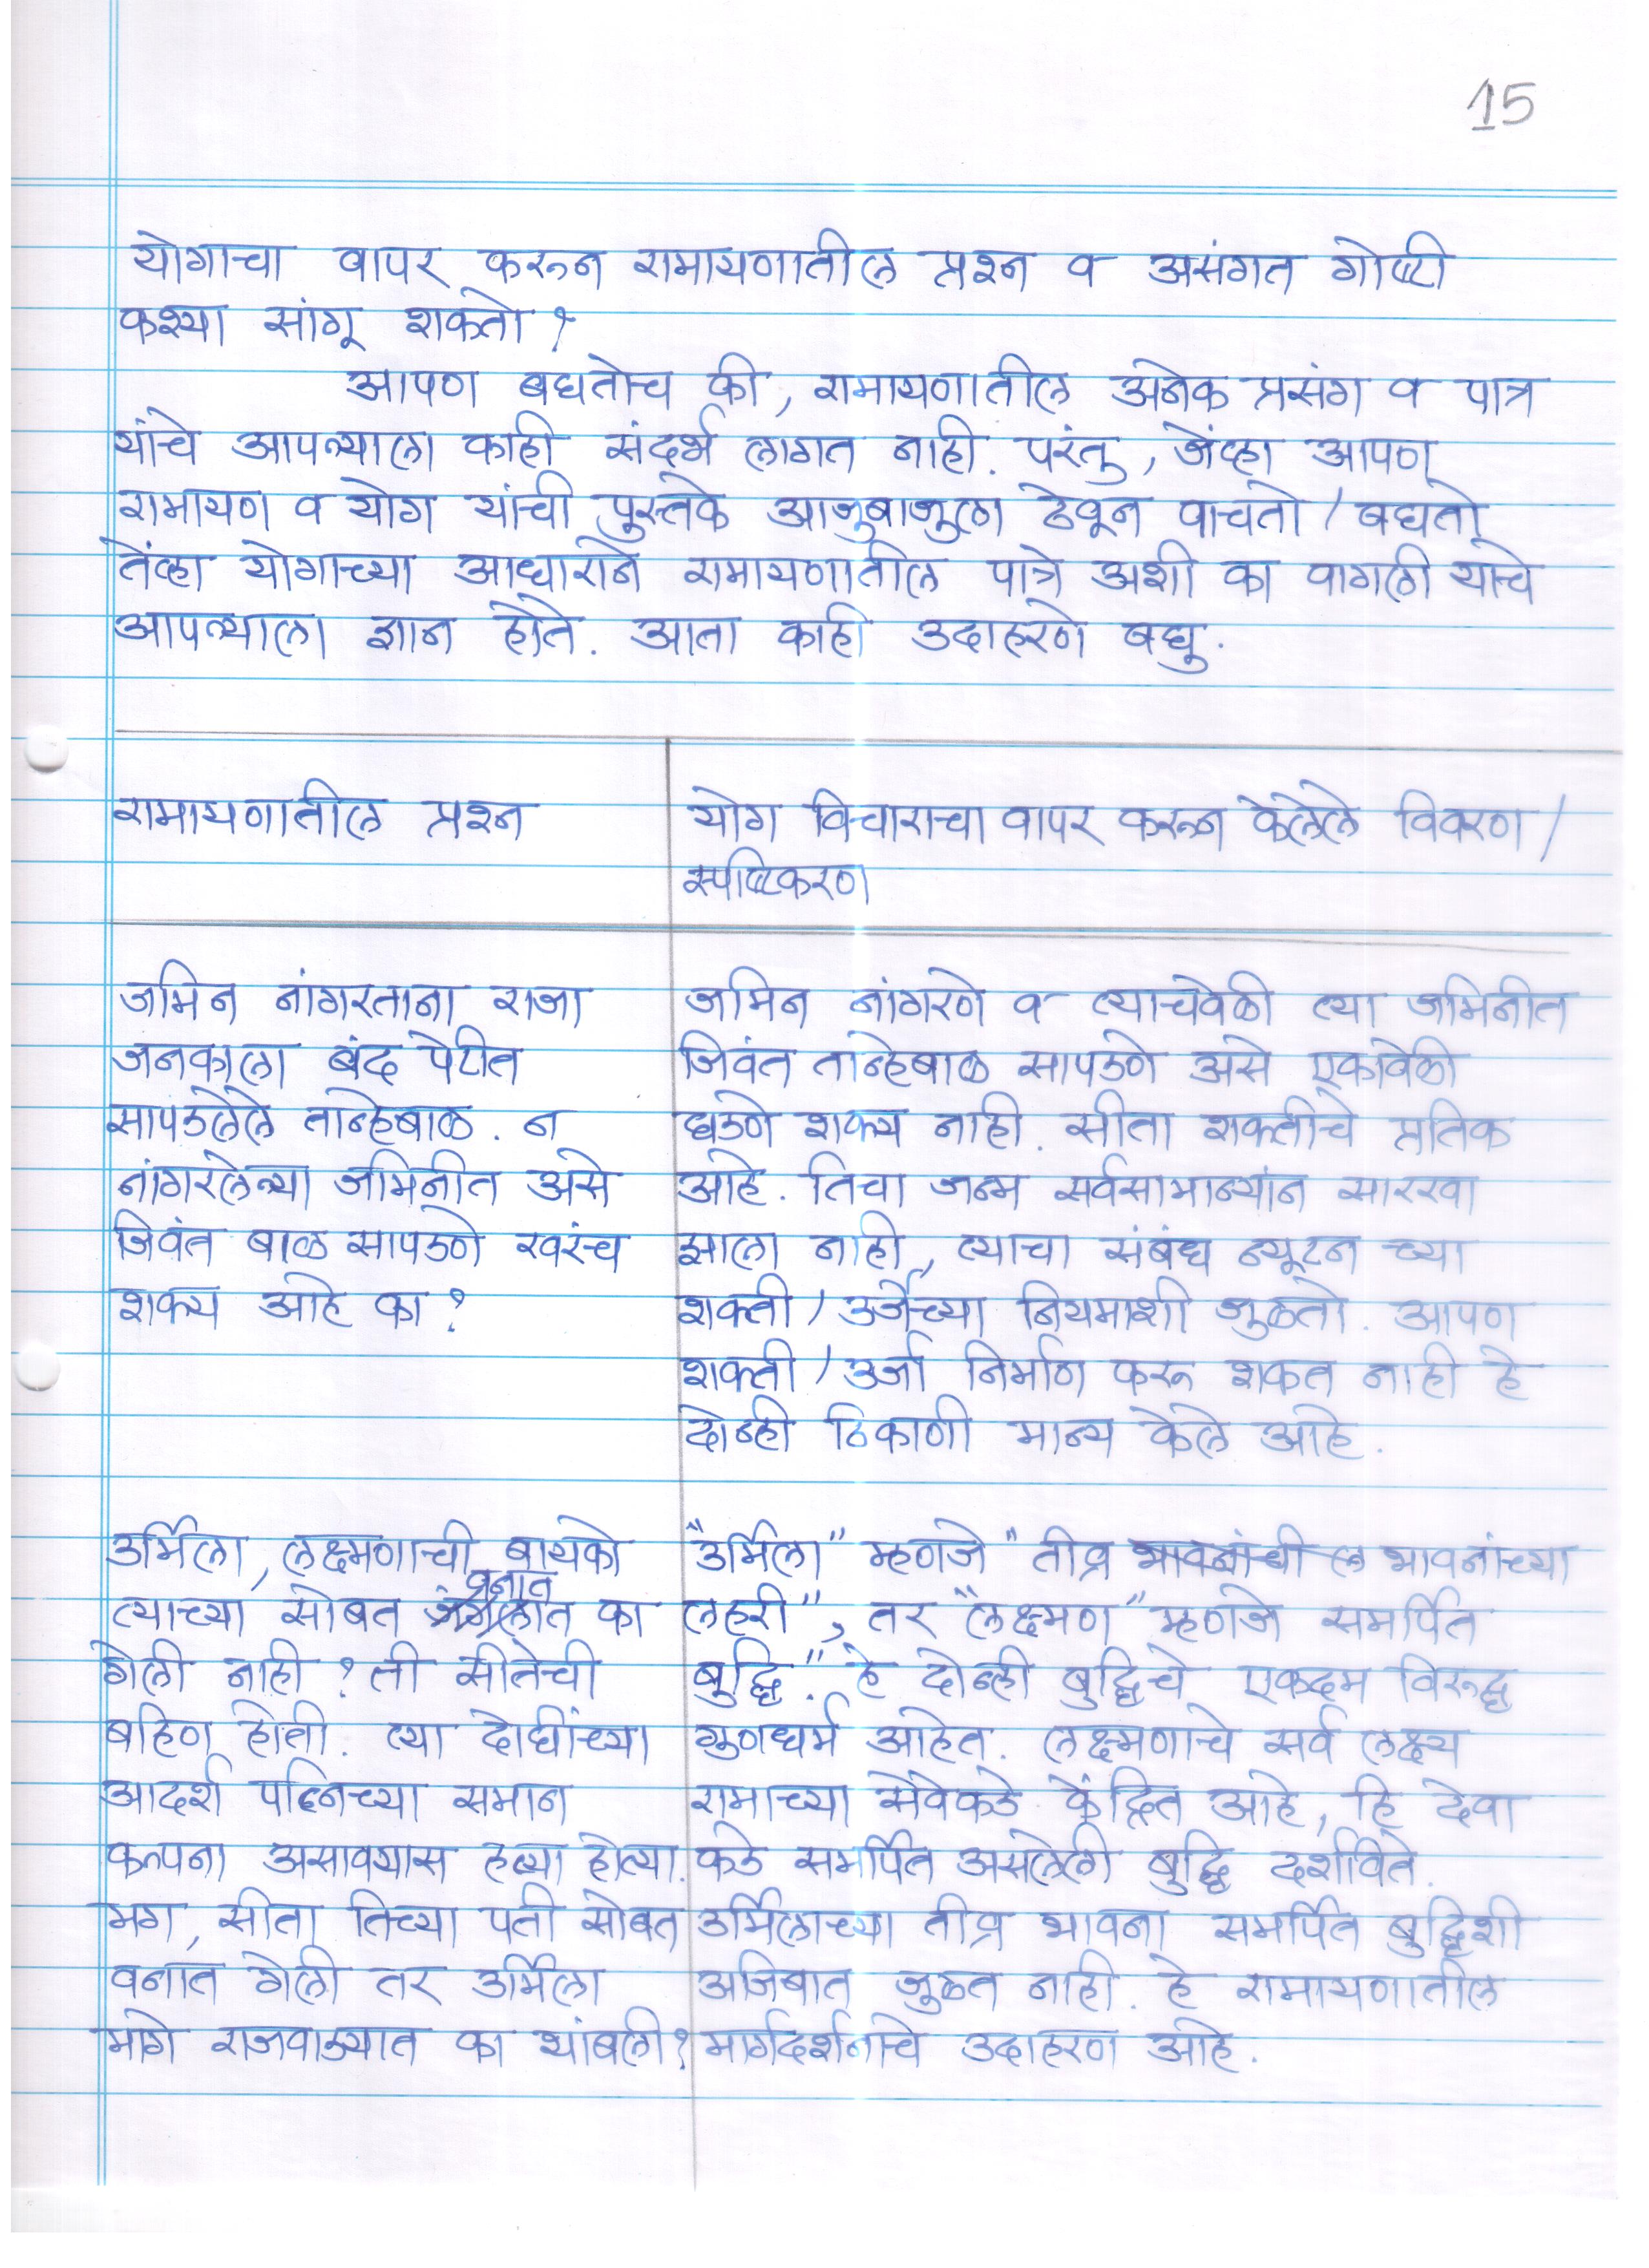 15
योगाचा वापर करून रामायणातील प्रश्न व असंगत गोष्टी
कश्या सांगू शकतो?
आपण बघतोच की, रामायणातील अनेक प्रसंग व पात्र
यांचे आपल्याला काही संदर्भ लागत नाही. परंतु, जेंव्हा आपण
रामायण व योग यांची पुस्तके आजुबाजुला ठेवून वाचतो / बघतो
तेंव्हा योगाच्या आधाराने रामायणातील पात्रे अशी का वागली याचे
आपल्याला ज्ञान होते. आता काही उदाहरणे बघु.
रामायणातील प्रश्न
योग विचाराचा वापर करून केलेले विवरण /
स्पष्टिकरण
जमिन नांगरताना राजा
जनकाला बंद पेटीत
सापडलेले तान्हेबाळ. न
नांगरलेल्या जमिनीत असे
जिवंत बाळ सापडणे खरंच
शक्य आहे का?
जमिन नांगरणे व त्याचवेळी त्या जमिनीत
जिवंत तान्हेबाळ सापडणे असे एकावेळी
घडणे शक्य नाही. सीता शक्तीचे प्रतिक
आहे. तिचा जन्म सर्वसामान्यांन सारखा
झाला नाही, त्याचा संबंध न्यूटन च्या
शक्ती / उर्जेच्या नियमाशी जुळतो. आपण
शक्ती / उर्जा निर्माण करू शकत नाही हे
दोन्ही ठिकाणी मान्य केले आहे.
उर्मिला, लक्ष्मणाची बायको
त्याच्या सोबत वनात का
गेली नाही? ती सीतेची
बहिण होती. त्या दोघींच्या
आदर्श पत्निच्या समान
कल्पना असावयास हव्या होत्या.
मग, सीता तिच्या पती सोबत
वनात गेली तर उर्मिला
मागे राजवाड्यात का थांबली?
"उर्मिला" म्हणजे "तीव्र भावनांच्या
लहरी", तर "लक्ष्मण" म्हणजे समर्पित
बुद्धि". हे दोन्ही बुद्धिचे एकदम विरूद्ध
गुणधर्म आहेत. लक्ष्मणाचे सर्व लक्ष्य
रामाच्या सेवेकडे केंद्रित आहे, हि देवा
कडे समर्पित असलेली बुद्धि दर्शविते.
उर्मिलाच्या तीव्र भावना समर्पित बुद्धिशी
अजिबात जुळत नाही. हे रामायणातील
मार्गदर्शनाचे उदाहरण आहे.